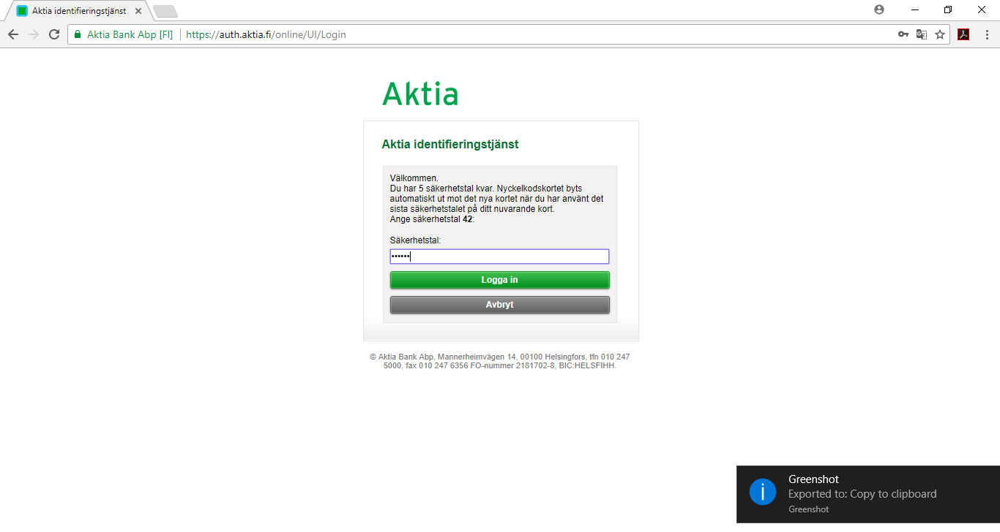 Aktia identifieringstjänst
Aktia Bank Abp [FI] https://auth.aktia.fi/online/UI/Login
Aktia
Aktia identifieringstjänst
Välkommen.
Du har 5 säkerhetstal kvar. Nyckelkodskortet byts
automatiskt ut mot det nya kortet när du har använt det
sista säkerhetstalet på ditt nuvarande kort.
Ange säkerhetstal 42:
Säkerhetstal:
••••••
Logga in
Avbryt
© Aktia Bank Abp, Mannerheimvägen 14, 00100 Helsingfors, tfn 010 247
5000, fax 010 247 6356 FO-nummer 2181702-8, BIC:HELSFIHH.
Greenshot
Exported to: Copy to clipboard
Greenshot